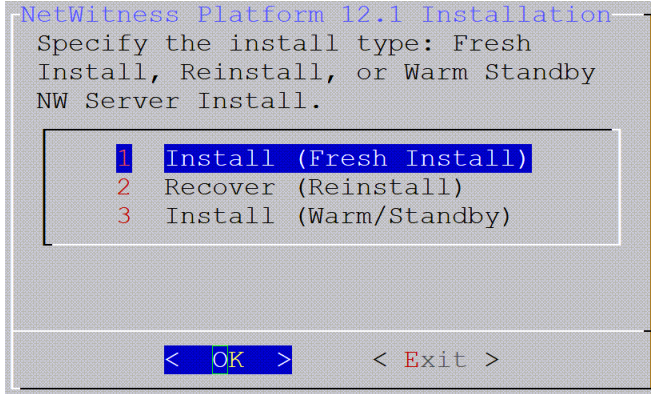 NetWitness Platform 12.1 Installation
Specify the install type: Fresh
Install, Reinstall, or Warm Standby
NW Server Install.
1 Install (Fresh Install)
2 Recover (Reinstall)
3 Install (Warm/Standby)
< OK > < Exit >